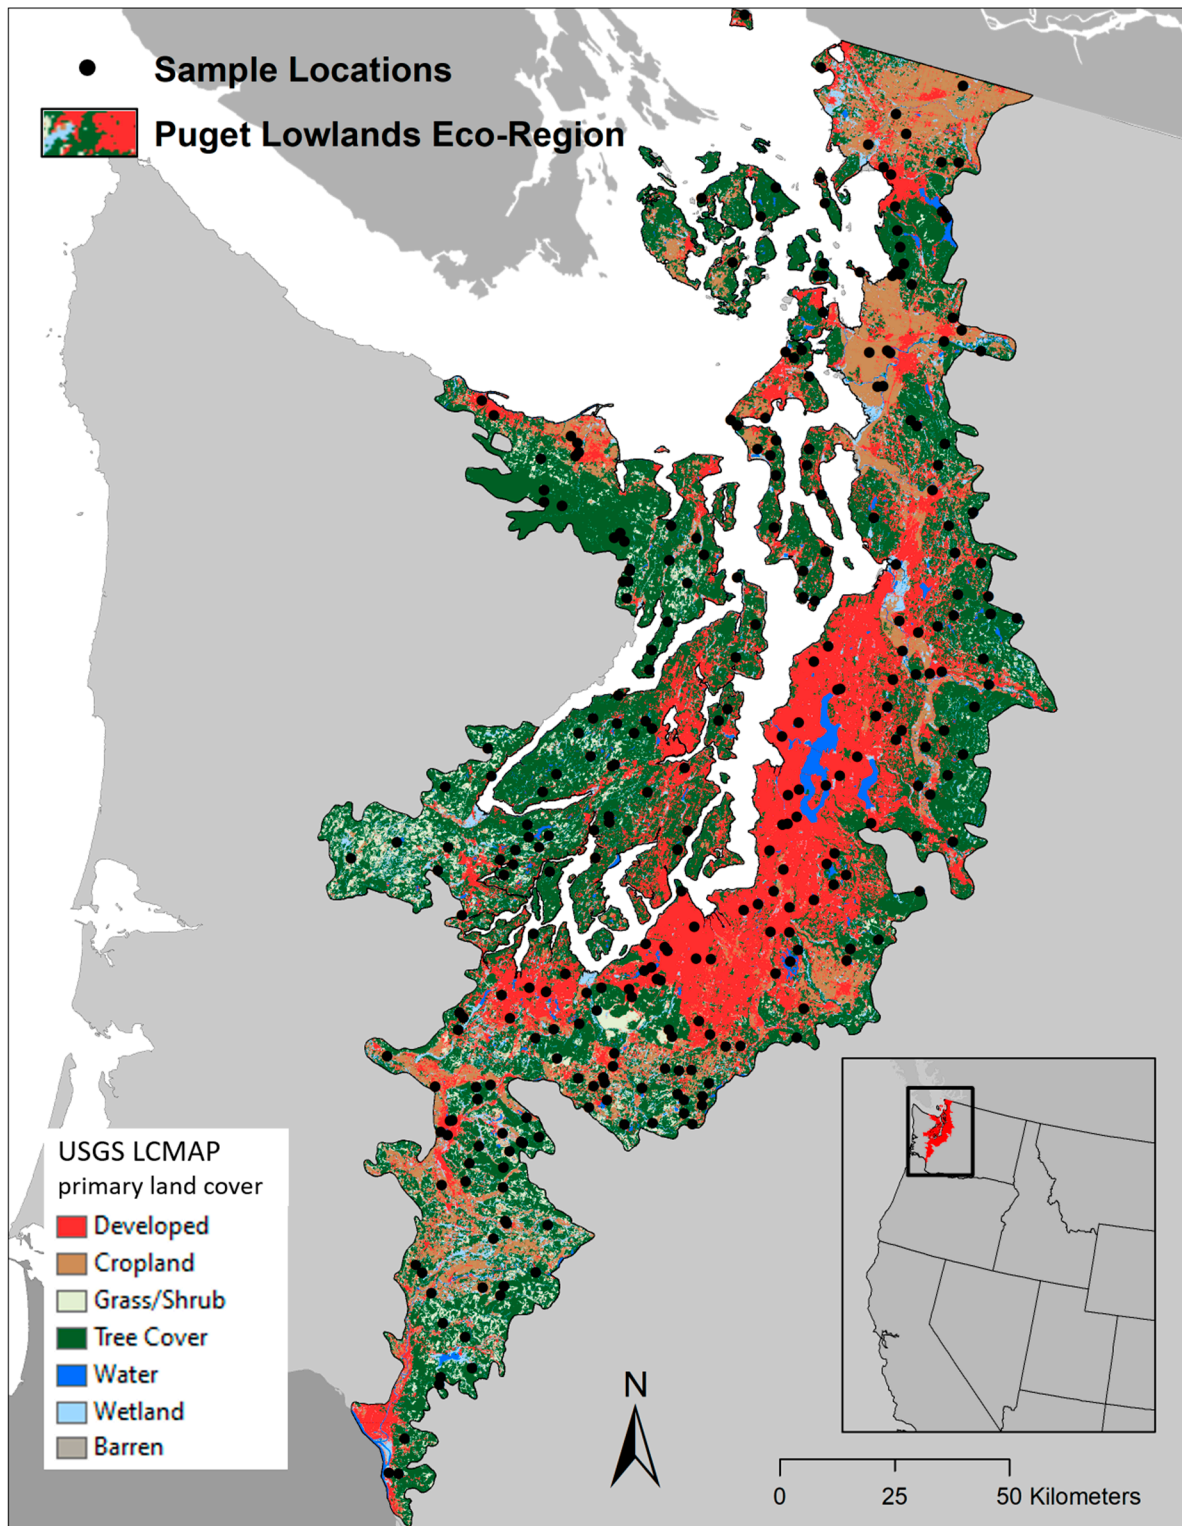 Sample Locations
Puget Lowlands Eco-Region
USGS LCMAP
primary land cover
Developed
Cropland
Grass/Shrub
Tree Cover
Water
Wetland
Barren
N
0 25 50 Kilometers